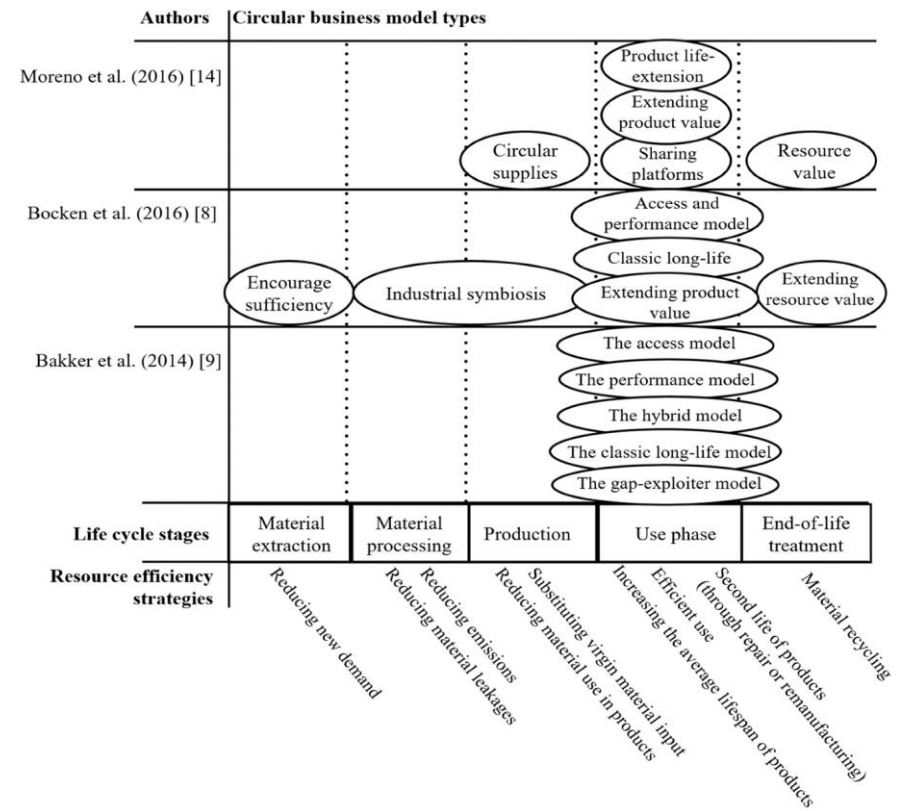 Authors Circular business model types
Moreno et al. (2016) [14]
Product life-
extension
Extending
product value
Circular
supplies
Sharing
platforms
Resource
value
Bocken et al. (2016) [8]
Access and
performance model
Classic long-life
Encourage
sufficiency
Industrial symbiosis
Extending product
value
Extending
resource value
Bakker et al. (2014) [9]
The access model
The performance model
The hybrid model
The classic long-life model
The gap-exploiter model
Life cycle stages
Material
extraction
Material
processing
Production
Use phase
End-of-life
treatment
Resource efficiency
strategies
Reducing new demand
Reducing emissions
Reducing material leakages
Substituting virgin material input
Reducing material use in products
Second life of products
(through repair or remanufacturing)
Efficient use
Increasing the average lifespan of products
Material recycling